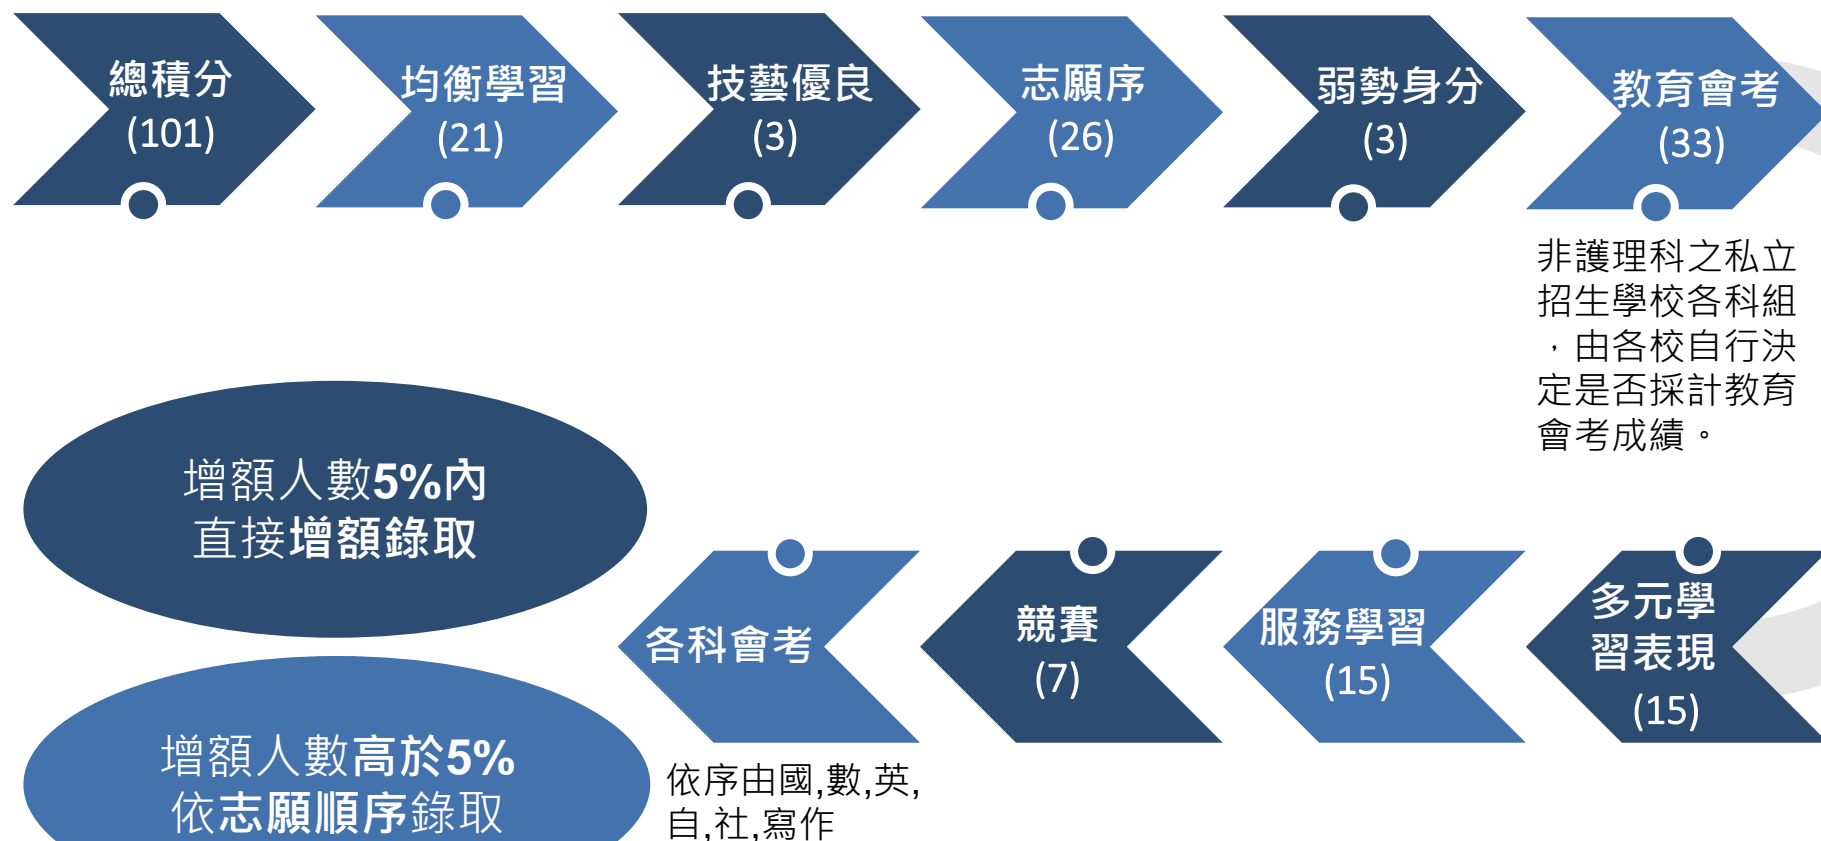 總積分
(101)
均衡學習
(21)
技藝優良
(3)
志願序
(26)
弱勢身分
(3)
教育會考
(33)
非護理科之私立
招生學校各科組
，由各校自行決
定是否採計教育
會考成績。
多元學
習表現
(15)
服務學習
(15)
競賽
(7)
各科會考
依序由國,數,英,
自,社,寫作
增額人數5%內
直接增額錄取
增額人數高於5%
依志願順序錄取